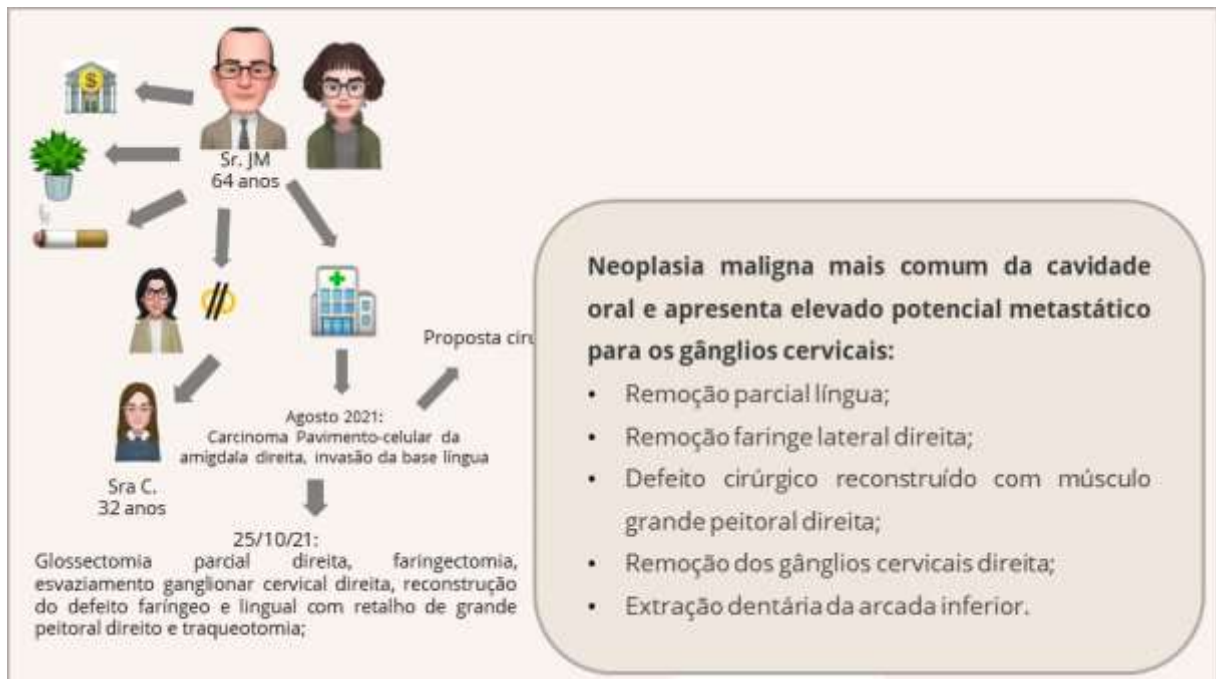 Sr. JM
64 anos
Proposta
Agosto 2021:
Carcinoma Pavimento-celular da
amígdala direita, invasão da base língua
Sra C.
32 anos
25/10/21:
Glossectomia parcial direita, faringectomia,
esvaziamento ganglionar cervical direita, reconstrução
do defeito faríngeo e lingual com retalho de grande
peitoral direito e traqueotomia;
Neoplasia maligna mais comum da cavidade
oral e apresenta elevado potencial metastático
para os gânglios cervicais:
• Remoção parcial língua;
• Remoção faringe lateral direita;
• Defeito cirúrgico reconstruído com músculo
grande peitoral direita;
• Remoção dos gânglios cervicais direita;
• Extração dentária da arcada inferior.